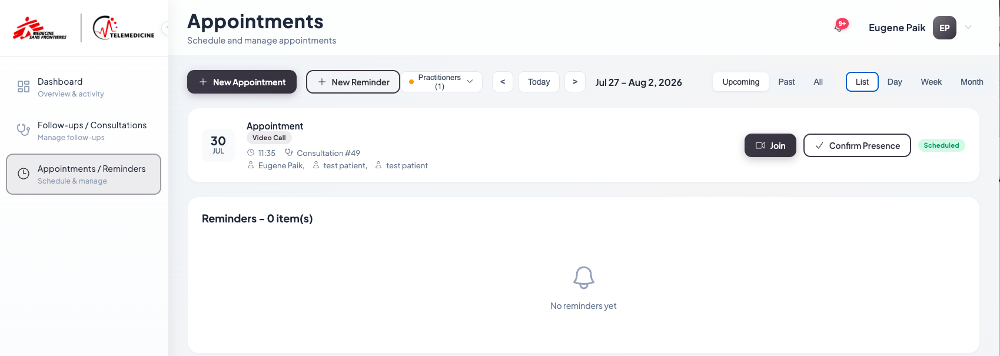 MEDECINS
SANS FRONTIERES
TELEMEDICINE
Appointments
Schedule and manage appointments
9+
Eugene Paik
EP
Dashboard
Overview & activity
Follow-ups / Consultations
Manage follow-ups
Appointments / Reminders
Schedule & manage
+ New Appointment
+ New Reminder
Practitioners
(1)
<
Today
>
Jul 27 – Aug 2, 2026
Upcoming
Past
All
List
Day
Week
Month
30
JUL
Appointment
Video Call
11:35
Consultation #49
Eugene Paik,
test patient,
test patient
Join
Confirm Presence
Scheduled
Reminders - 0 item(s)
No reminders yet